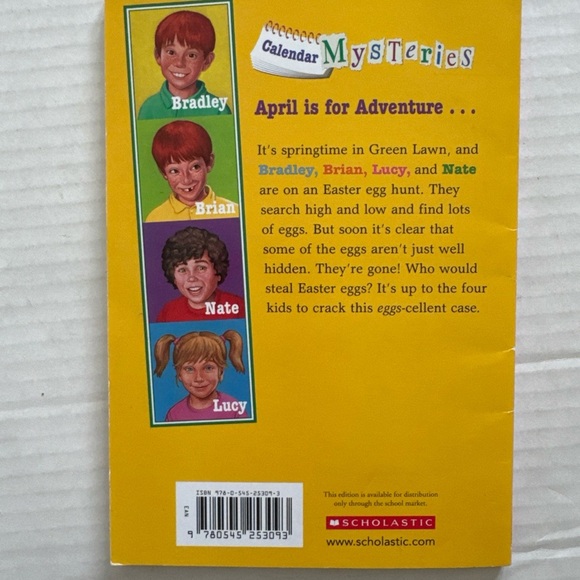 Calendar Mysteries
Bradley
Brian
Nate
Lucy
April is for Adventure . . .
It's springtime in Green Lawn, and
Bradley, Brian, Lucy, and Nate
are on an Easter egg hunt. They
search high and low and find lots
of eggs. But soon it's clear that
some of the eggs aren't just well
hidden. They're gone! Who would
steal Easter eggs? It's up to the four
kids to crack this eggs-cellent case.
ISBN 978-0-545-25309-3
CAN
9 780545 253093
This edition is available for distribution
only through the school market.
SCHOLASTIC
www.scholastic.com